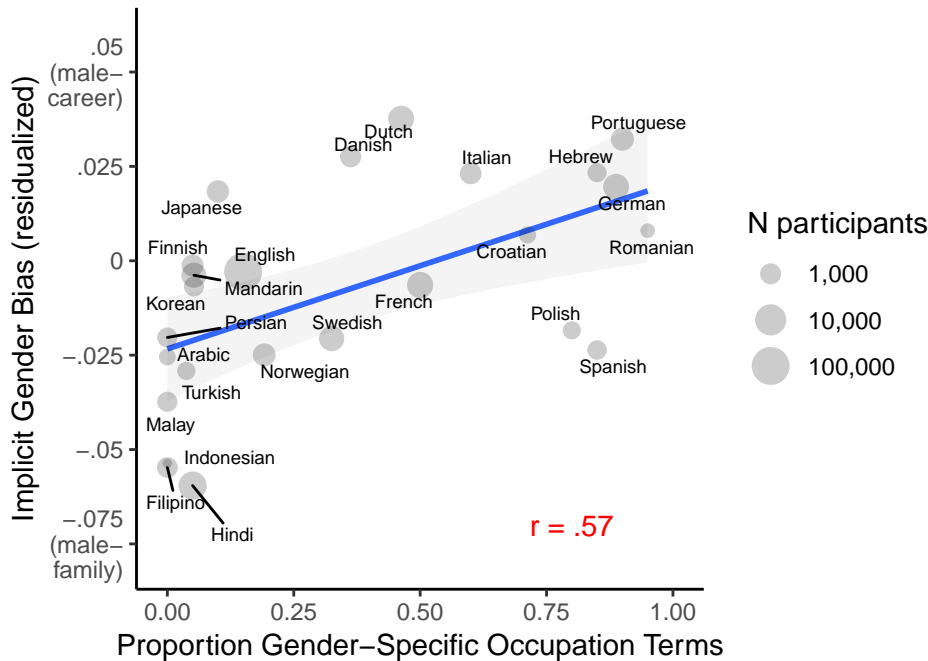 .05
(male−
career)
.025
0
−.025
−.05
−.075
(male−
family)
Implicit Gender Bias (residualized)
Dutch
Danish
Portuguese
Italian
Hebrew
Japanese
German
Finnish
English
Croatian
Romanian
Mandarin
Korean
French
Persian
Swedish
Polish
Arabic
Norwegian
Spanish
Turkish
Malay
Indonesian
Filipino
Hindi
r = .57
0.00
0.25
0.50
0.75
1.00
Proportion Gender−Specific Occupation Terms
N participants
1,000
10,000
100,000